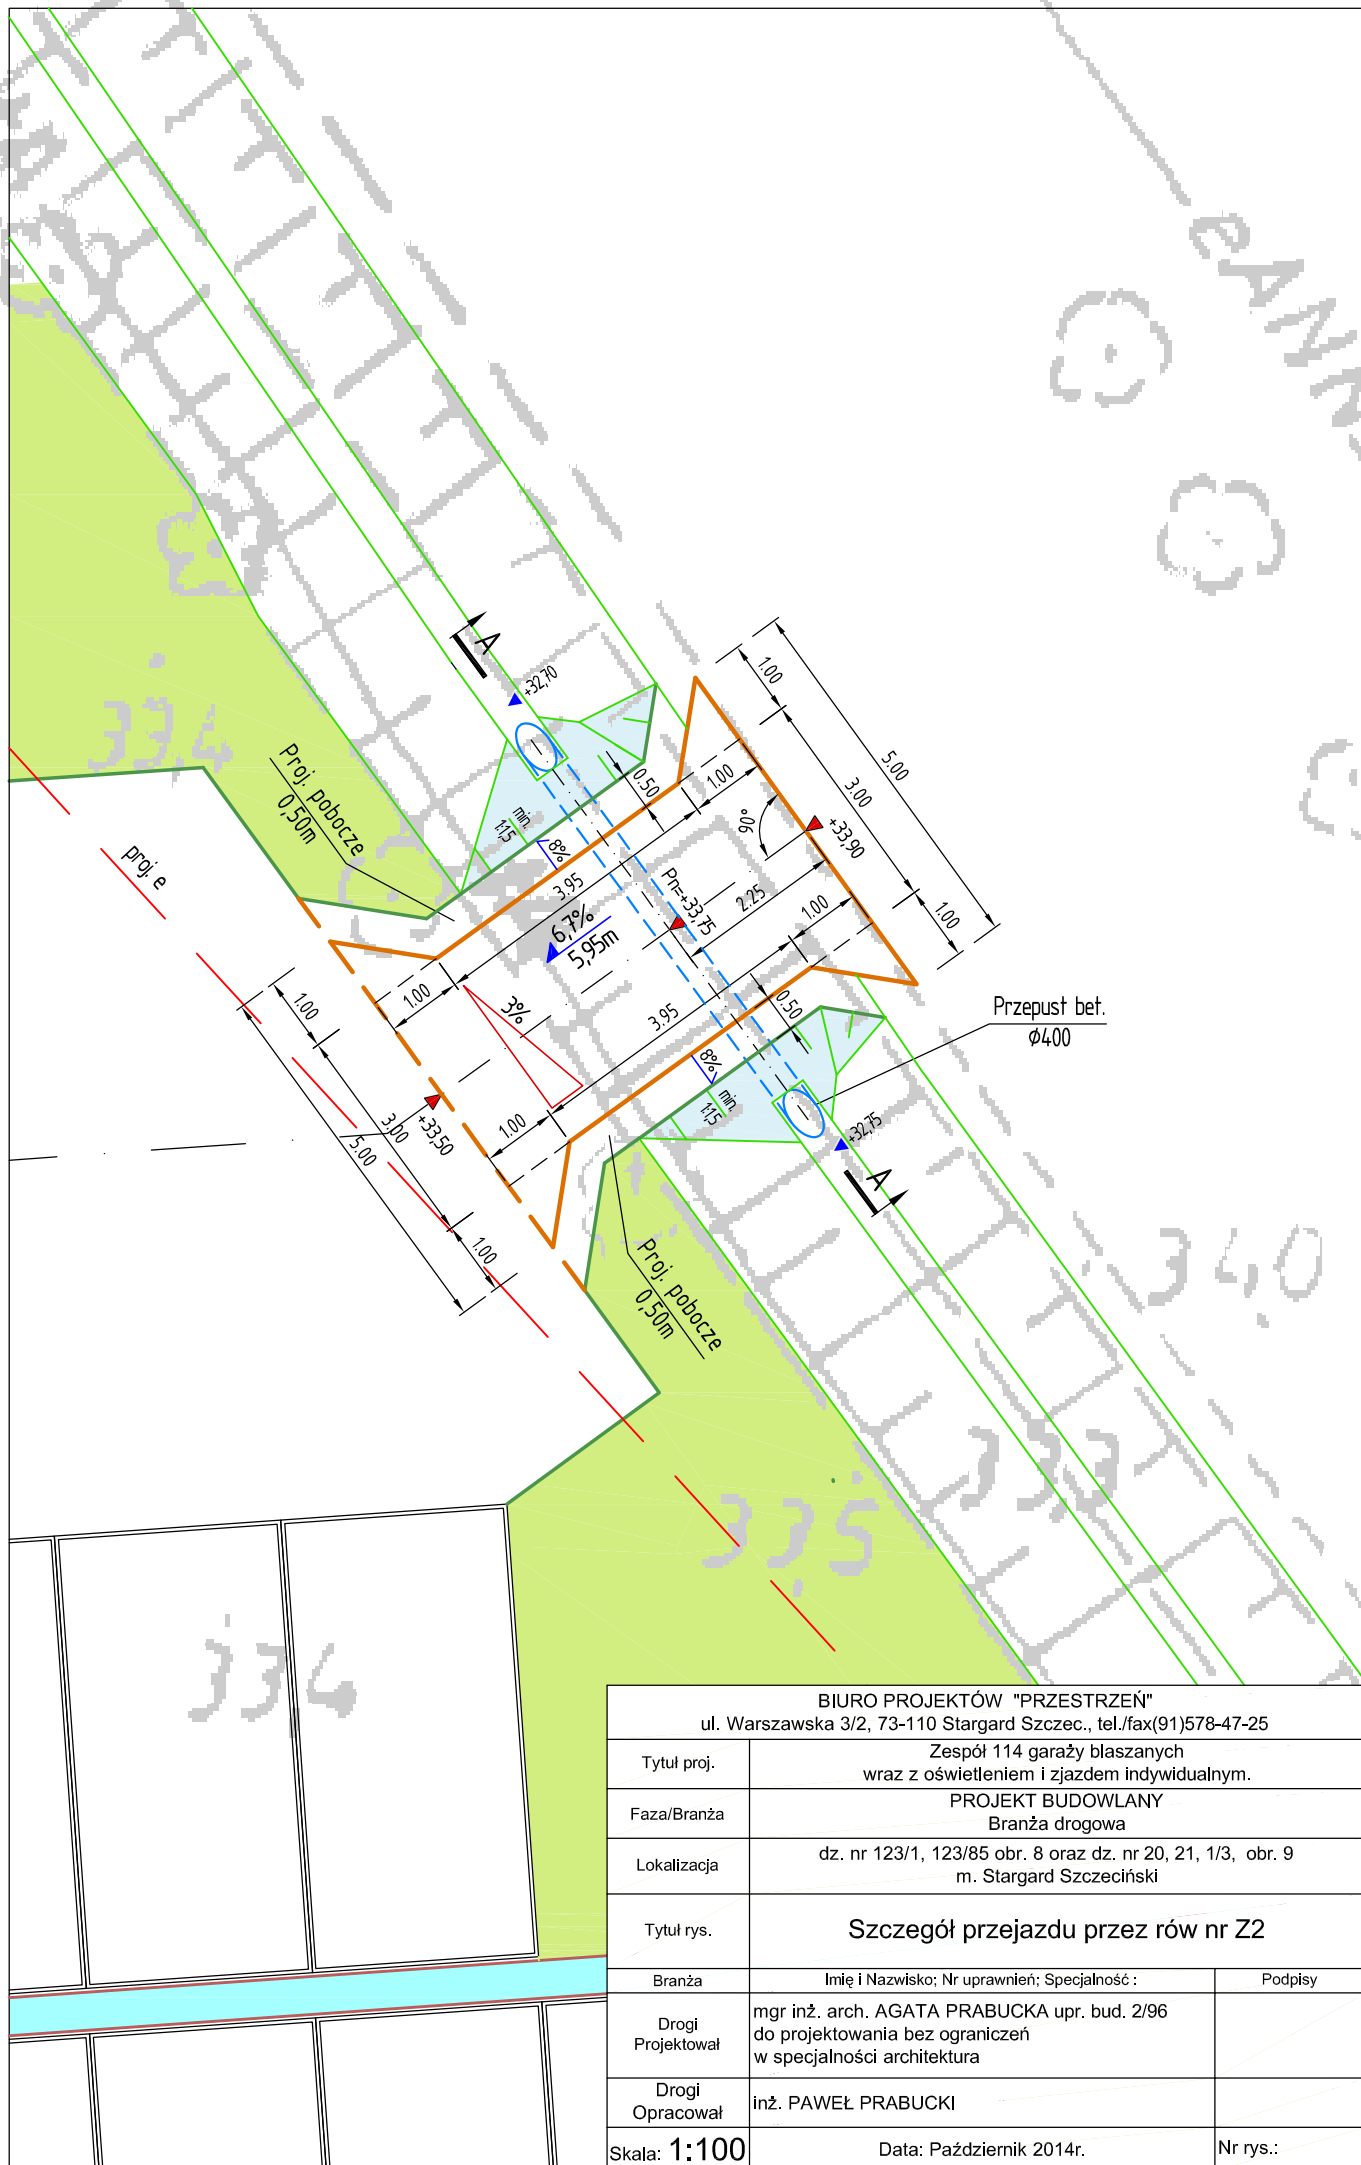 eANN
334
A
+32,70
Proj. pobocze
0,50m
1.00
5.00
3.00
0.50
1.00
90°
+33,90
min.
1:1,5
8%
3.95
Pn=+33,75
2.25
1.00
1.00
6,7%
5,95m
proj. e
1.00
3%
3.95
0.50
Przepust bet.
Ø400
1.00
8%
min.
1:1,5
+32,75
A
3,00
+33,50
5.00
1.00
1.00
Proj. pobocze
0,50m
340
337
335
334
BIURO PROJEKTÓW "PRZESTRZEŃ"
ul. Warszawska 3/2, 73-110 Stargard Szczec., tel./fax(91)578-47-25
Tytuł proj.
Zespół 114 garaży blaszanych
wraz z oświetleniem i zjazdem indywidualnym.
Faza/Branża
PROJEKT BUDOWLANY
Branża drogowa
Lokalizacja
dz. nr 123/1, 123/85 obr. 8 oraz dz. nr 20, 21, 1/3, obr. 9
m. Stargard Szczeciński
Tytuł rys.
Szczegół przejazdu przez rów nr Z2
Branża
Imię i Nazwisko; Nr uprawnień; Specjalność :
Podpisy
Drogi
Projektował
mgr inż. arch. AGATA PRABUCKA upr. bud. 2/96
do projektowania bez ograniczeń
w specjalności architektura
Drogi
Opracował
inż. PAWEŁ PRABUCKI
Skala: 1:100
Data: Październik 2014r.
Nr rys.: